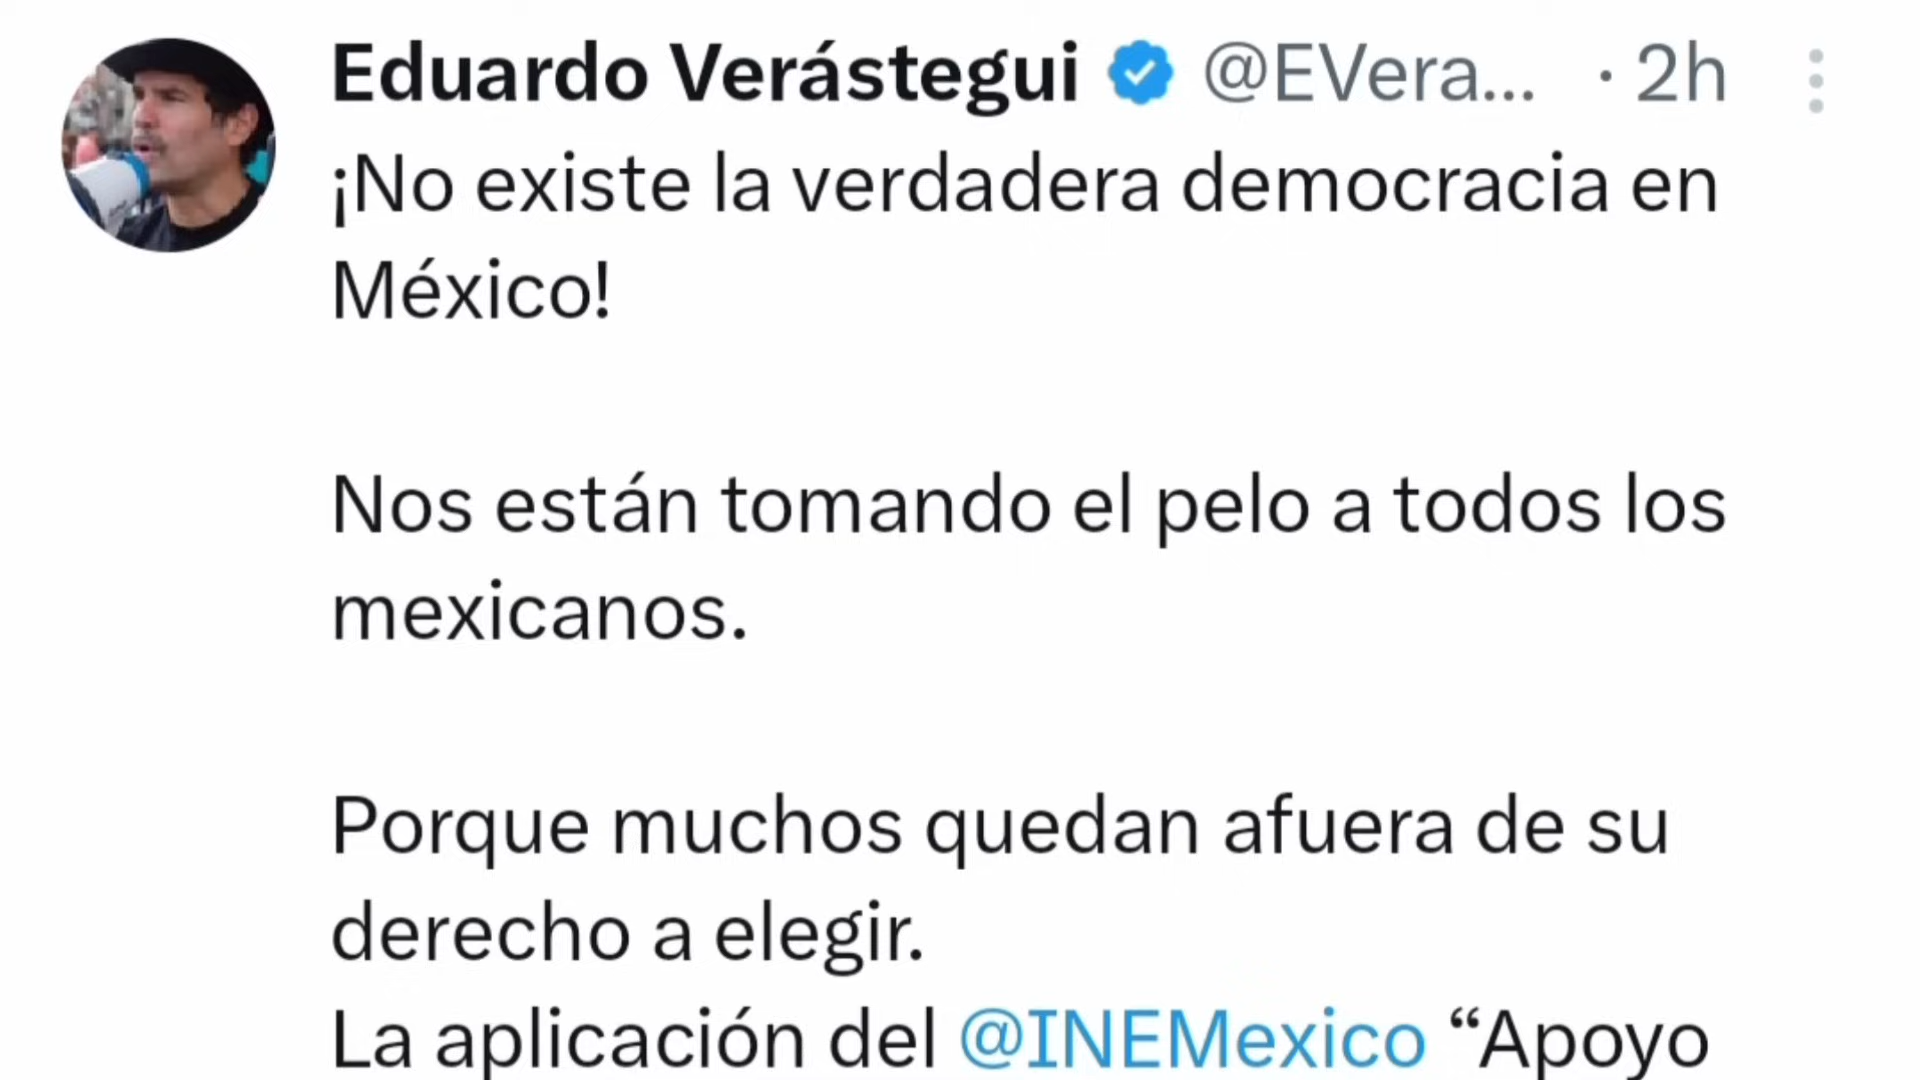 Eduardo Verástegui @EVera... · 2h
¡No existe la verdadera democracia en
México!
Nos están tomando el pelo a todos los
mexicanos.
Porque muchos quedan afuera de su
derecho a elegir.
La aplicación del @INEMexico “Apoyo